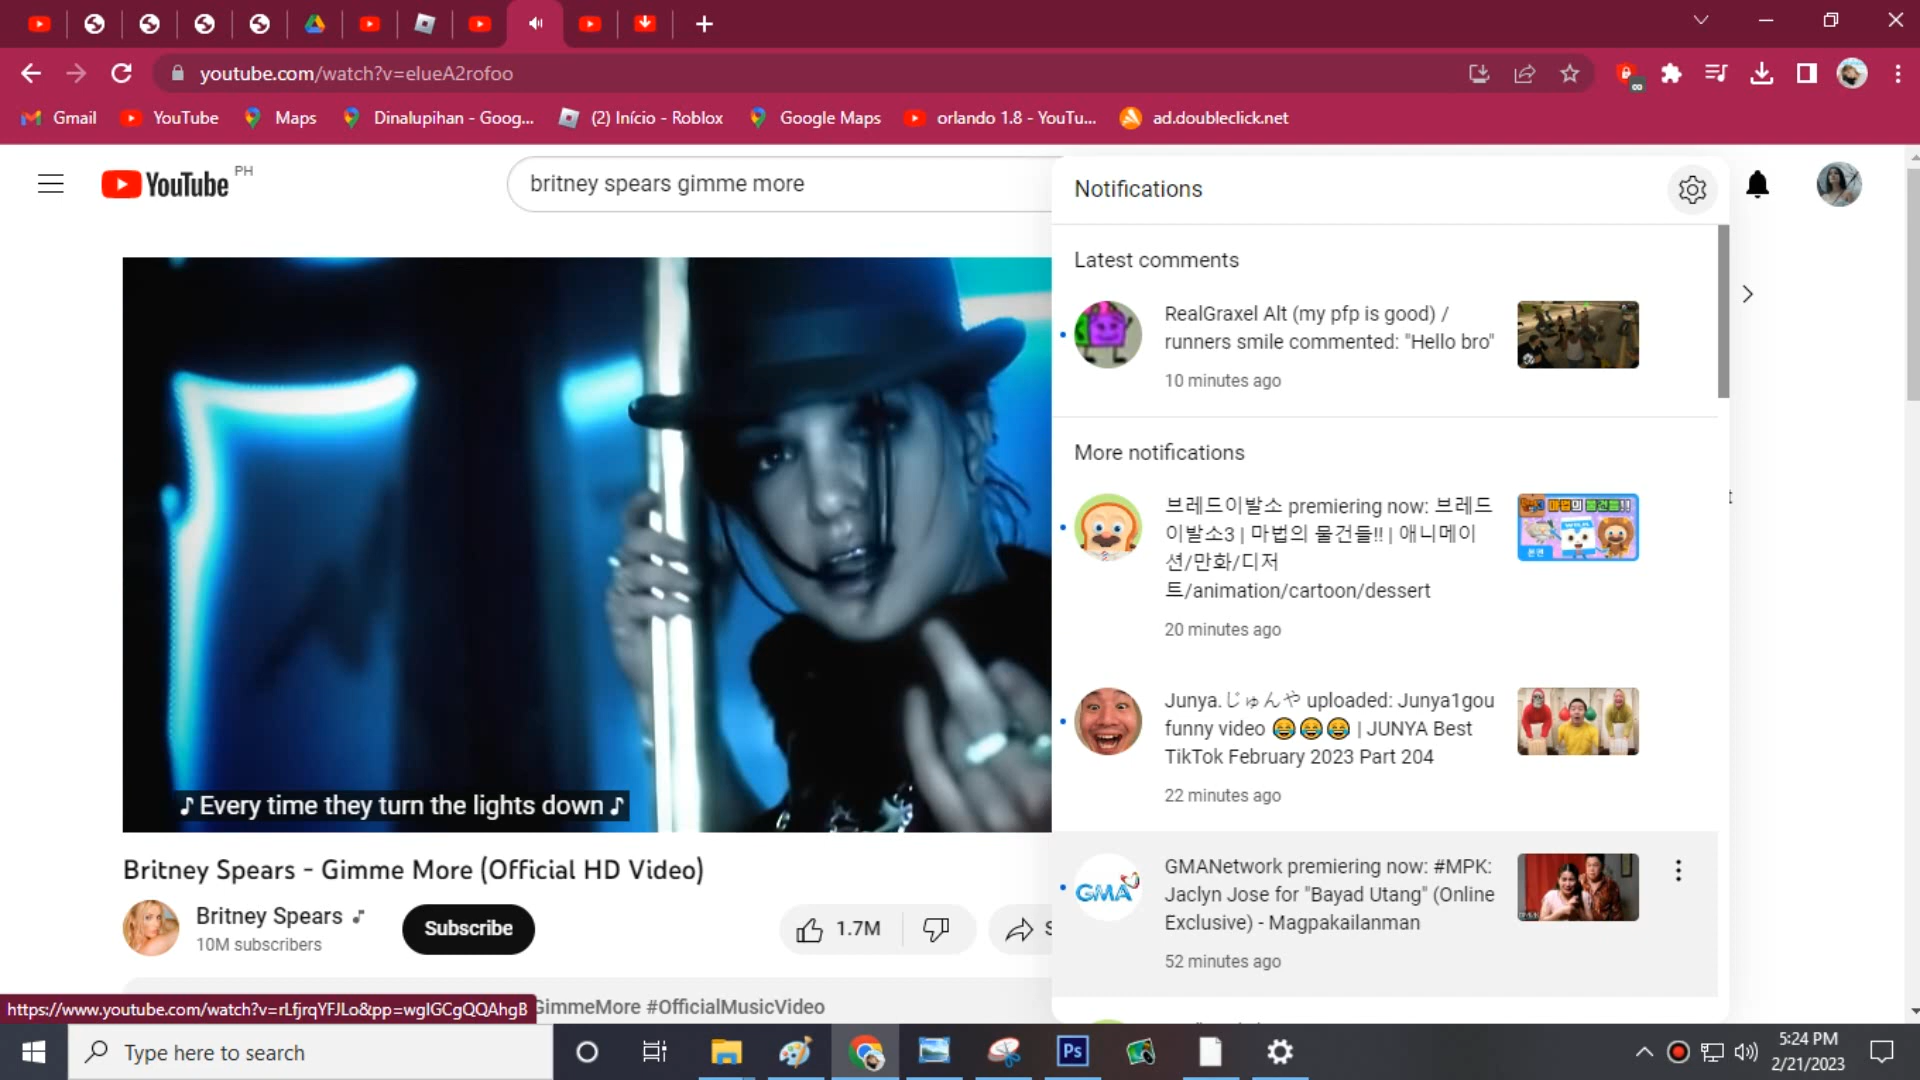 youtube.com/watch?v=elueA2rofoo
Gmail
YouTube
Maps
Dinalupihan - Goog...
(2) Início - Roblox
Google Maps
orlando 1.8 - YouTu...
ad.doubleclick.net
YouTube PH
britney spears gimme more
Notifications
Latest comments
RealGraxel Alt (my pfp is good) /
runners smile commented: "Hello bro"
10 minutes ago
More notifications
브레드이발소 premiering now: 브레드
이발소3 | 마법의 물건들!! | 애니메이
션/만화/디저
트/animation/cartoon/dessert
20 minutes ago
Junya.じゅんや uploaded: Junya1gou
funny video 😂😂😂 | JUNYA Best
TikTok February 2023 Part 204
22 minutes ago
GMA
GMANetwork premiering now: #MPK:
Jaclyn Jose for "Bayad Utang" (Online
Exclusive) - Magpakailanman
52 minutes ago
♪ Every time they turn the lights down ♪
Britney Spears - Gimme More (Official HD Video)
Britney Spears
10M subscribers
Subscribe
1.7M
S
GimmeMore #OfficialMusicVideo
https://www.youtube.com/watch?v=rLfjrqYFJLo&pp=wgIGCgQQAhgB
Type here to search
Ps
5:24 PM
2/21/2023